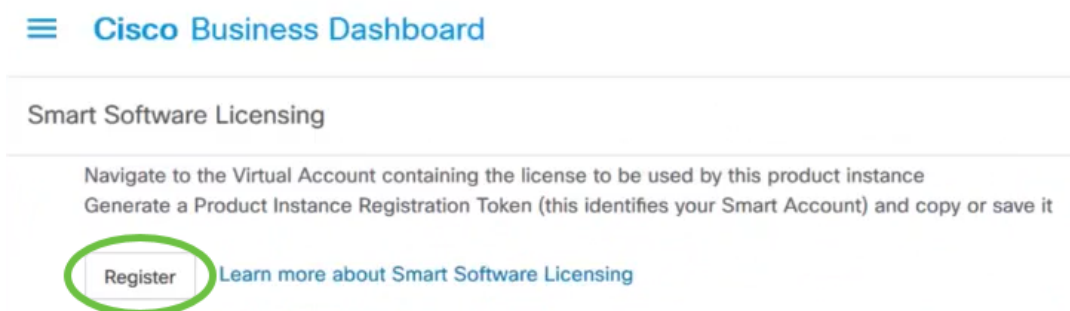 Cisco Business Dashboard
Smart Software Licensing
Navigate to the Virtual Account containing the license to be used by this product instance
Generate a Product Instance Registration Token (this identifies your Smart Account) and copy or save it
Register Learn more about Smart Software Licensing